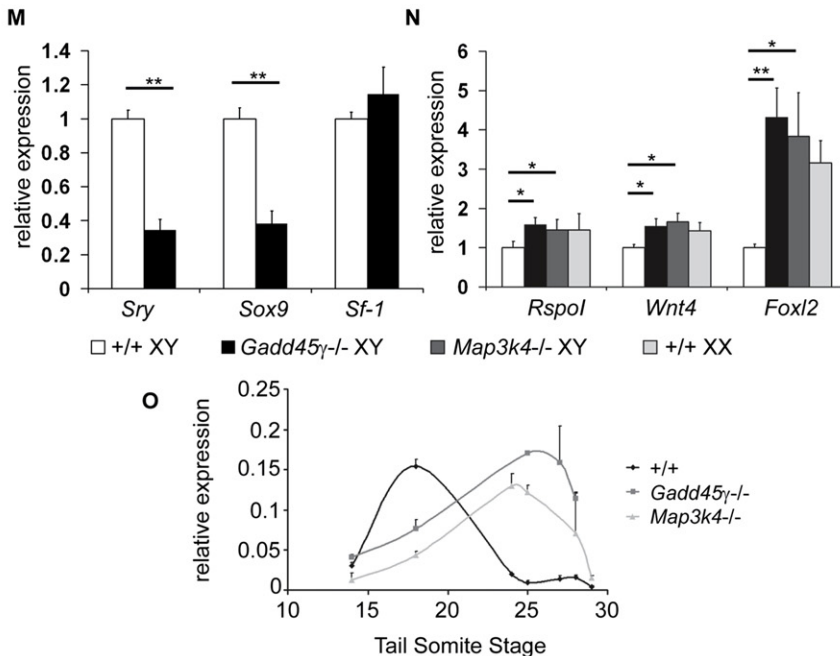 M
relative expression
1.4
1.2
1
0.8
0.6
0.4
0.2
0
**
**
Sry Sox9 Sf-1
N
relative expression
6
5
4
3
2
1
0
*
*
*
*
*
**
RspoI Wnt4 Foxl2
+/+ XY Gadd45γ-/- XY Map3k4-/- XY +/+ XX
O
relative expression
0.25
0.2
0.15
0.1
0.05
0
10 15 20 25 30
Tail Somite Stage
+/+
Gadd45γ-/-
Map3k4-/-